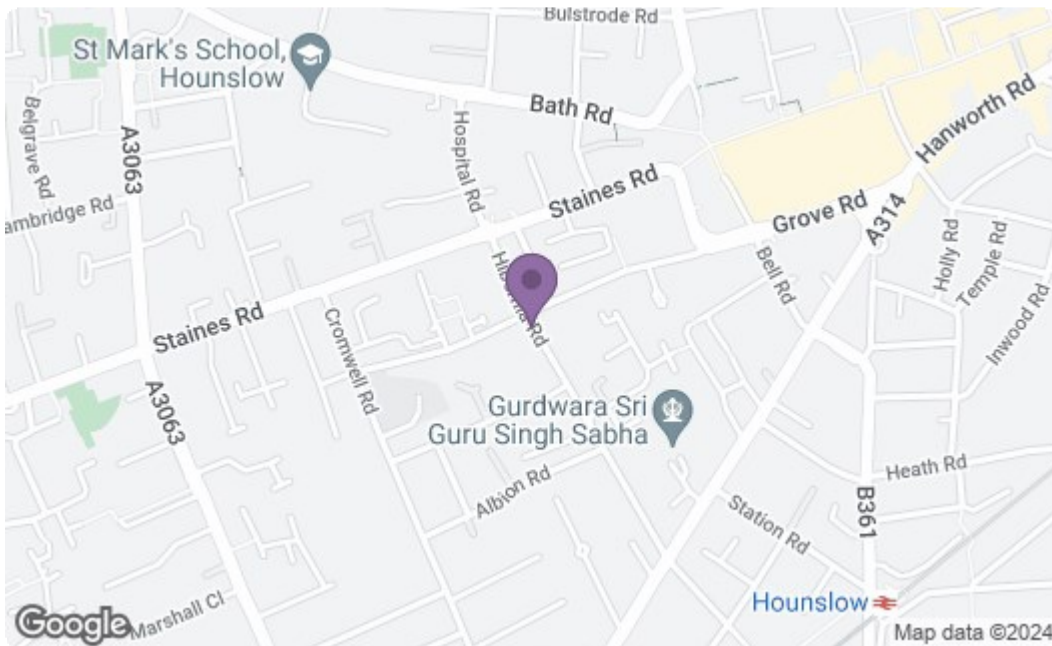 Bulstrode Rd
St Mark's School,
Hounslow
Bath Rd
Hanworth Rd
Belgrave Rd
A3063
Hospital Rd
Staines Rd
ambridge Rd
Grove Rd
A314
Holly Rd
Temple Rd
Bell Rd
Inwood Rd
Staines Rd
Cromwell Rd
A3063
Gurdwara Sri
Guru Singh Sabha
Albion Rd
Heath Rd
B361
Station Rd
Hounslow
Marshall Cl
Google
Map data ©2024